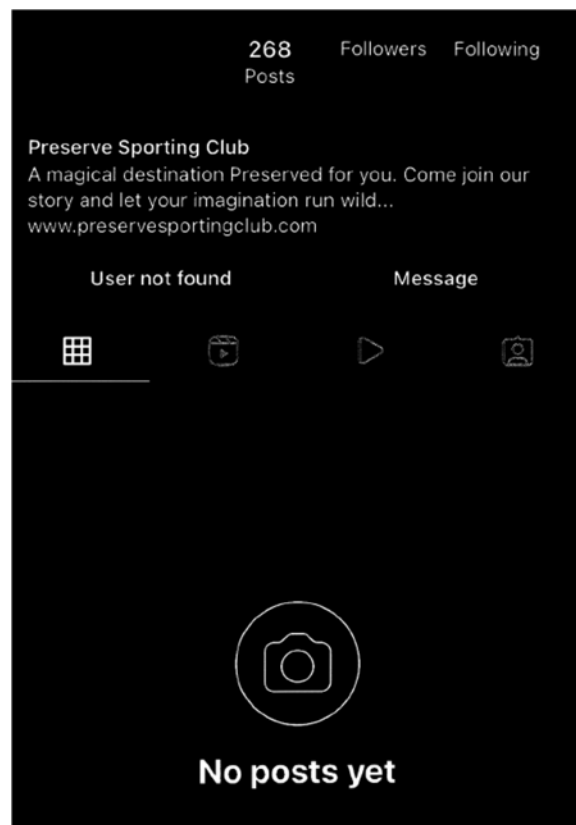 268 Followers Following
Posts
Preserve Sporting Club
A magical destination Preserved for you. Come join our
story and let your imagination run wild...
www.preservesportingclub.com
User not found Message
No posts yet